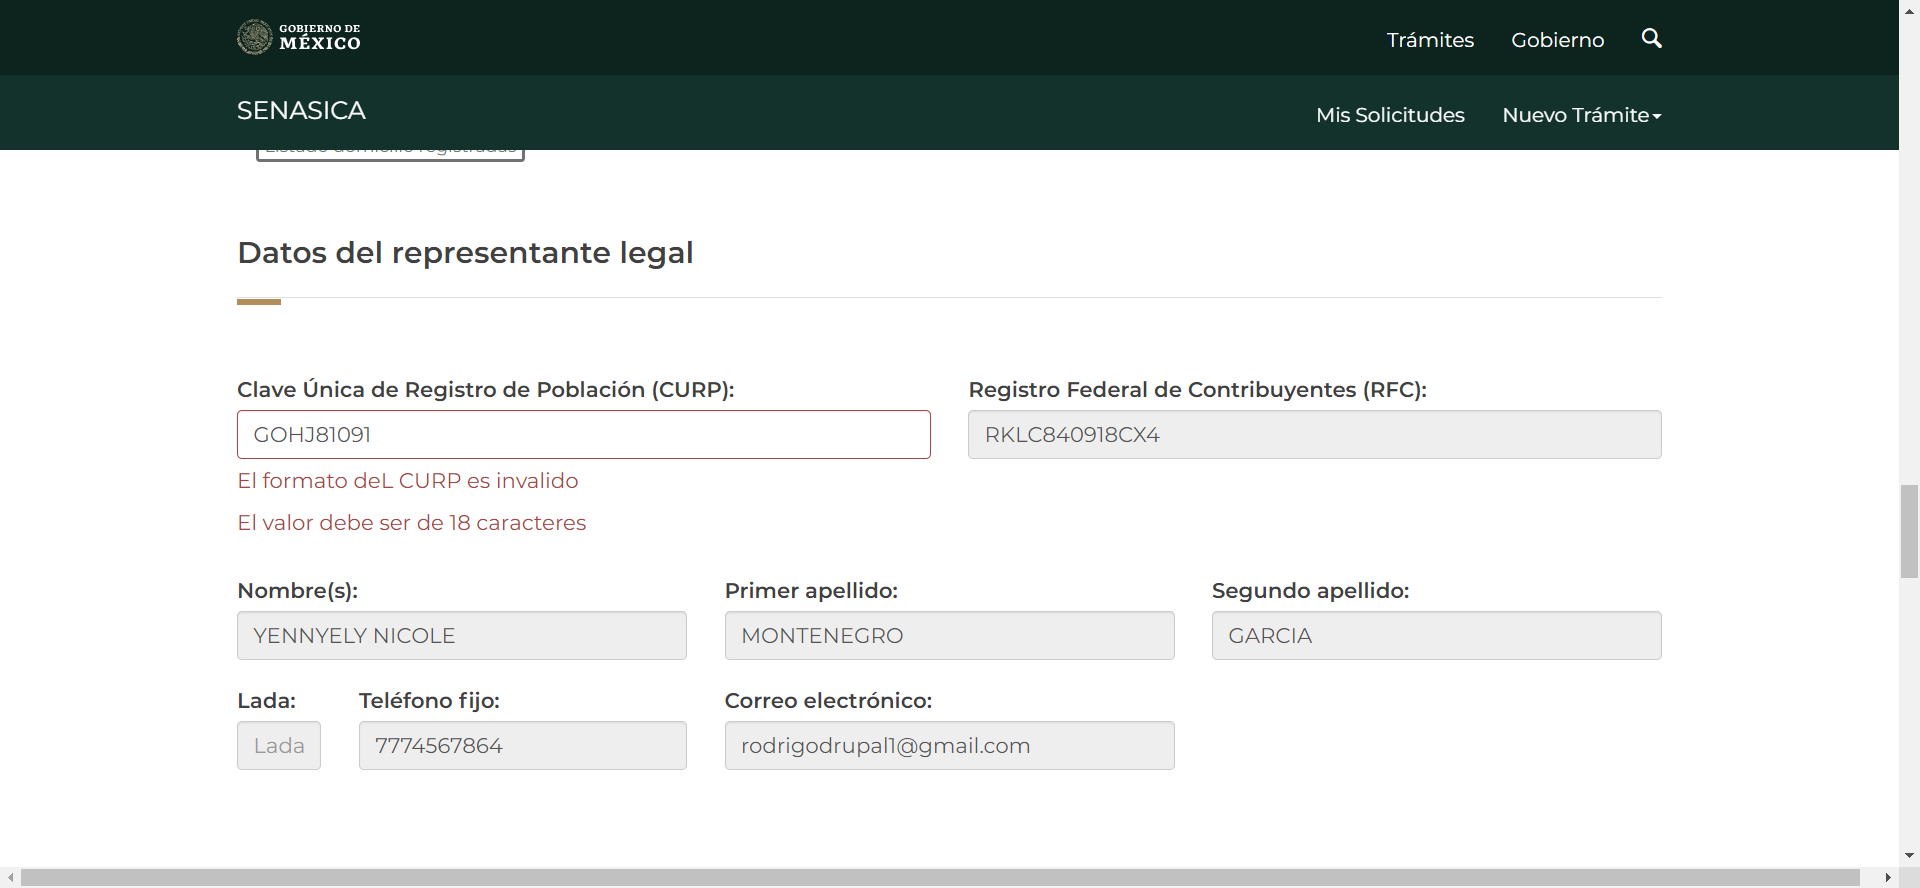 GOBIERNO DE
MÉXICO
Trámites
Gobierno
SENASICA
Mis Solicitudes
Nuevo Trámite
Listado domicilio registradas
Datos del representante legal
Clave Única de Registro de Población (CURP):
Registro Federal de Contribuyentes (RFC):
GOHJ81091
RKLC840918CX4
El formato deL CURP es invalido
El valor debe ser de 18 caracteres
Nombre(s):
Primer apellido:
Segundo apellido:
YENNYELY NICOLE
MONTENEGRO
GARCIA
Lada:
Teléfono fijo:
Correo electrónico:
Lada
7774567864
rodrigodrupal1@gmail.com